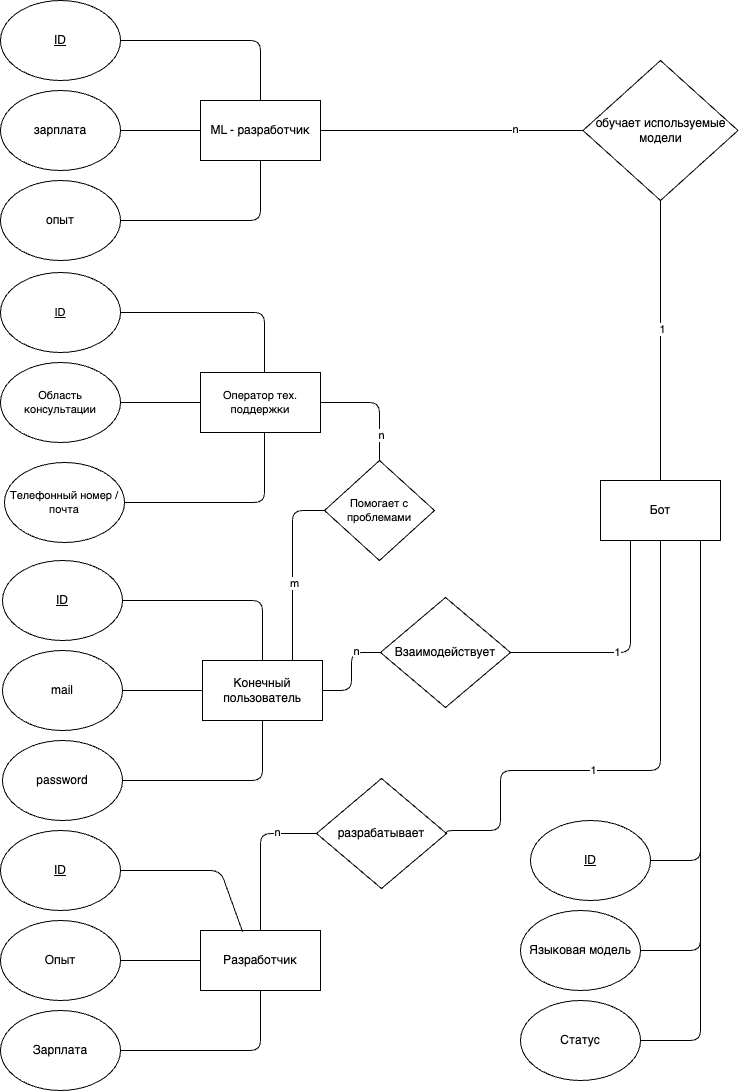 ID
зарплата
ML - разработчик
n
обучает используемые
модели
опыт
ID
1
Область
консультации
Оператор тех.
поддержки
n
Телефонный номер /
почта
Помогает с
проблемами
Бот
m
ID
n
Взаимодействует
1
mail
Конечный
пользователь
password
1
n
разрабатывает
ID
ID
Опыт
Разработчик
Языковая модель
Зарплата
Статус